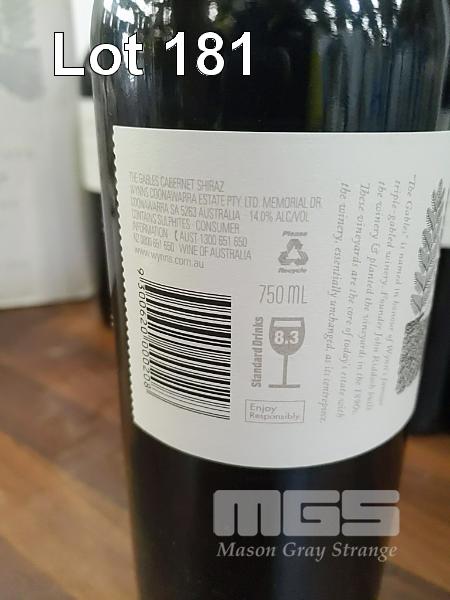 Lot 181
THE GABLES CABERNET SHIRAZ
WYNNS COONAWARRA ESTATE PTY. LTD. MEMORIAL DR
COONAWARRA SA 5263 AUSTRALIA 14.0% ALC/VOL
CONTAINS SULPHITES CONSUMER
INFORMATION AUST 1300 651 650
NZ 0800 651 650 WINE OF AUSTRALIA
www.wynns.com.au
9300620000208
Please
Recycle
750 ML
Standard Drinks
8.3
Enjoy
Responsibly
"The Gables" is named in honour of Wynns famous
triple-gabled winery. Founder John Riddoch built
the winery & planted the vineyards in the 1890s.
These vineyards are the core of today's estate with
the winery, essentially unchanged, as its centrepiece.
MGS
Mason Gray Strange